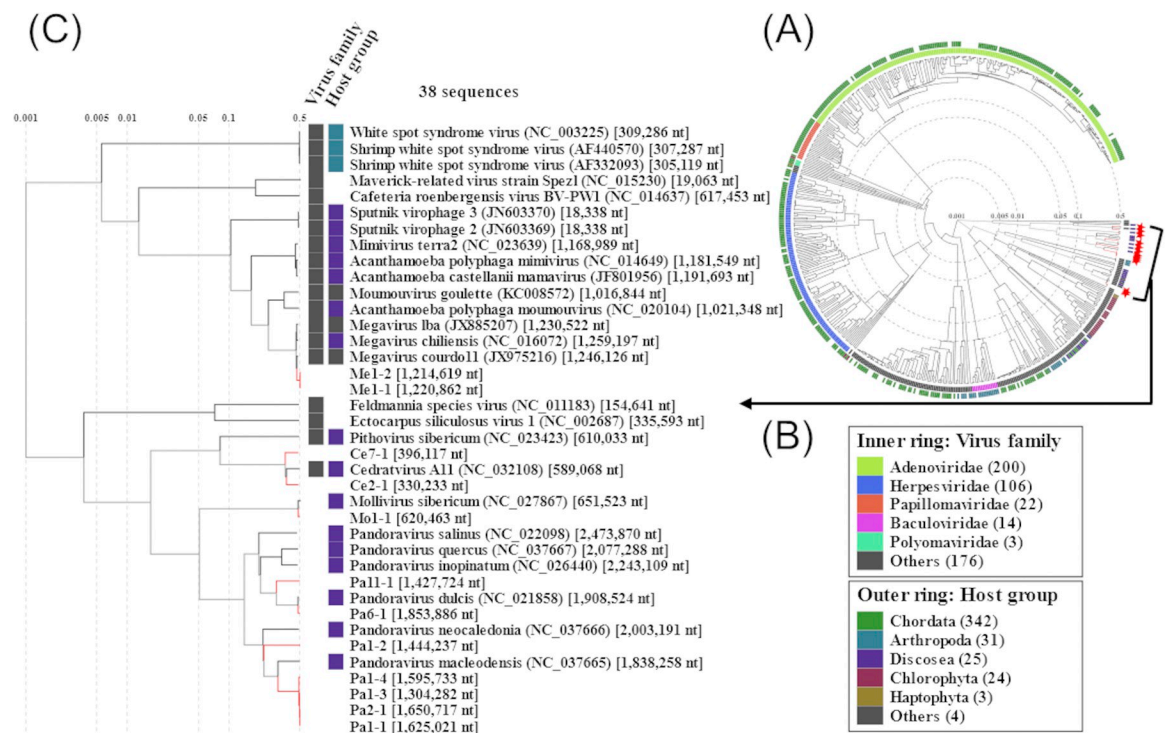 (C)
Virus family
Host group
38 sequences
0.001 0.005 0.01 0.05 0.1 0.5
White spot syndrome virus (NC_003225) [309,286 nt]
Shrimp white spot syndrome virus (AF440570) [307,287 nt]
Shrimp white spot syndrome virus (AF332093) [305,119 nt]
Maverick-related virus strain Spezl (NC_015230) [19,063 nt]
Cafeteria roenbergensis virus BV-PW1 (NC_014637) [617,453 nt]
Sputnik virophage 3 (JN603370) [18,338 nt]
Sputnik virophage 2 (JN603369) [18,338 nt]
Mimivirus terra2 (NC_023639) [1,168,989 nt]
Acanthamoeba polyphaga mimivirus (NC_014649) [1,181,549 nt]
Acanthamoeba castellanii mamavirus (JF801956) [1,191,693 nt]
Moumouvirus goulette (KC008572) [1,016,844 nt]
Acanthamoeba polyphaga moumouvirus (NC_020104) [1,021,348 nt]
Megavirus lba (JX885207) [1,230,522 nt]
Megavirus chiliensis (NC_016072) [1,259,197 nt]
Megavirus courdo11 (JX975216) [1,246,126 nt]
Me1-2 [1,214,619 nt]
Me1-1 [1,220,862 nt]
Feldmannia species virus (NC_011183) [154,641 nt]
Ectocarpus siliculosus virus 1 (NC_002687) [335,593 nt]
Pithovirus sibericum (NC_023423) [610,033 nt]
Ce7-1 [396,117 nt]
Cedratvirus A11 (NC_032108) [589,068 nt]
Ce2-1 [330,233 nt]
Mollivirus sibericum (NC_027867) [651,523 nt]
Mo1-1 [620,463 nt]
Pandoravirus salinus (NC_022098) [2,473,870 nt]
Pandoravirus quercus (NC_037667) [2,077,288 nt]
Pandoravirus inopinatum (NC_026440) [2,243,109 nt]
Pa11-1 [1,427,724 nt]
Pandoravirus dulcis (NC_021858) [1,908,524 nt]
Pa6-1 [1,853,886 nt]
Pandoravirus neocaledonia (NC_037666) [2,003,191 nt]
Pa1-2 [1,444,237 nt]
Pandoravirus macleodensis (NC_037665) [1,838,258 nt]
Pa1-4 [1,595,733 nt]
Pa1-3 [1,304,282 nt]
Pa2-1 [1,650,717 nt]
Pa1-1 [1,625,021 nt]
(A)
0.001 0.005 0.01 0.05 0.1 0.5
(B)
Inner ring: Virus family
Adenoviridae (200)
Herpesviridae (106)
Papillomaviridae (22)
Baculoviridae (14)
Polyomaviridae (3)
Others (176)
Outer ring: Host group
Chordata (342)
Arthropoda (31)
Discosea (25)
Chlorophyta (24)
Haptophyta (3)
Others (4)